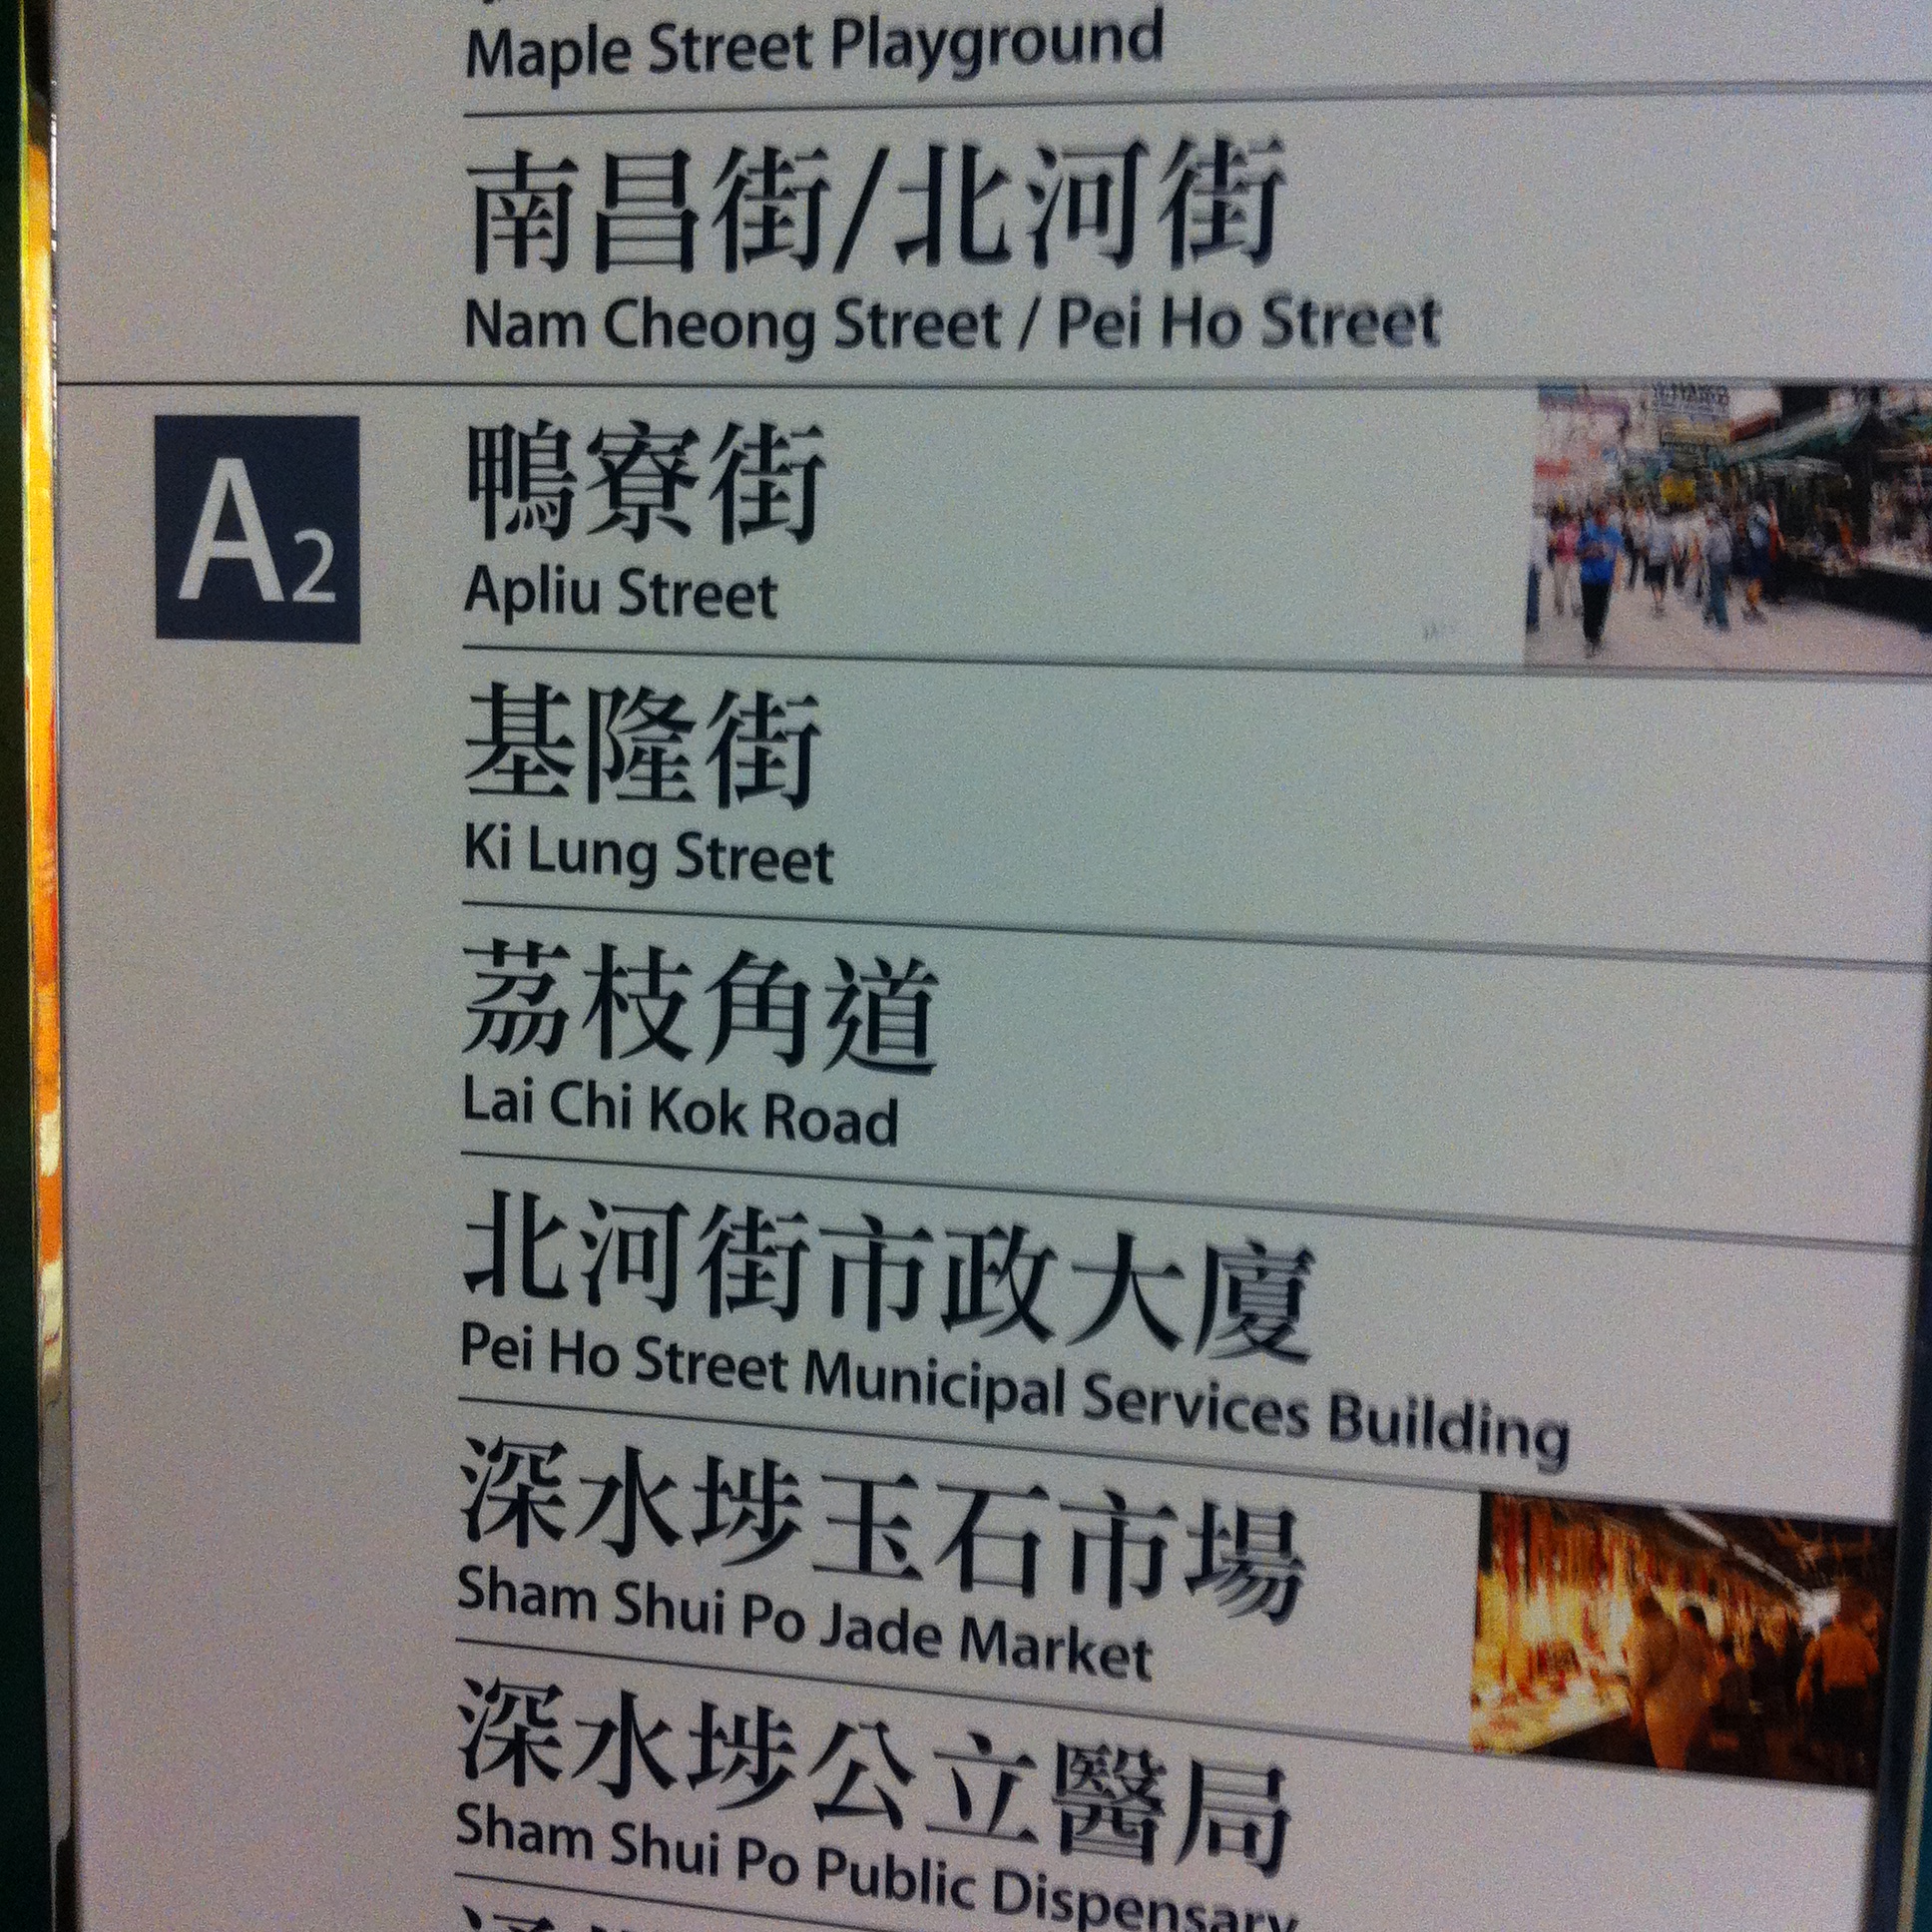 Maple Street Playground
南昌街/北河街
Nam Cheong Street / Pei Ho Street
A2
鴨寮街
Apliu Street
基隆街
Ki Lung Street
茘枝角道
Lai Chi Kok Road
北河街市政大廈
Pei Ho Street Municipal Services Building
深水埗玉石市場
Sham Shui Po Jade Market
深水埗公立醫局
Sham Shui Po Public Dispensary